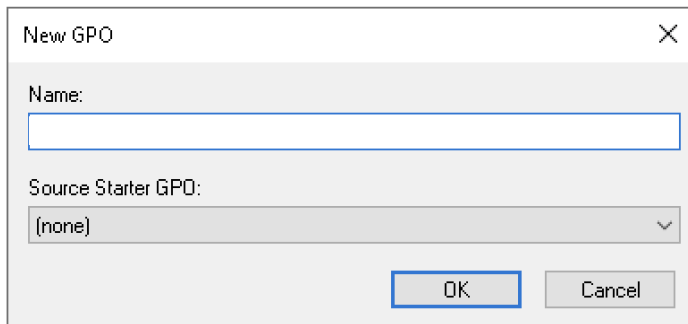 New GPO
Name:
Source Starter GPO:
(none)
OK Cancel